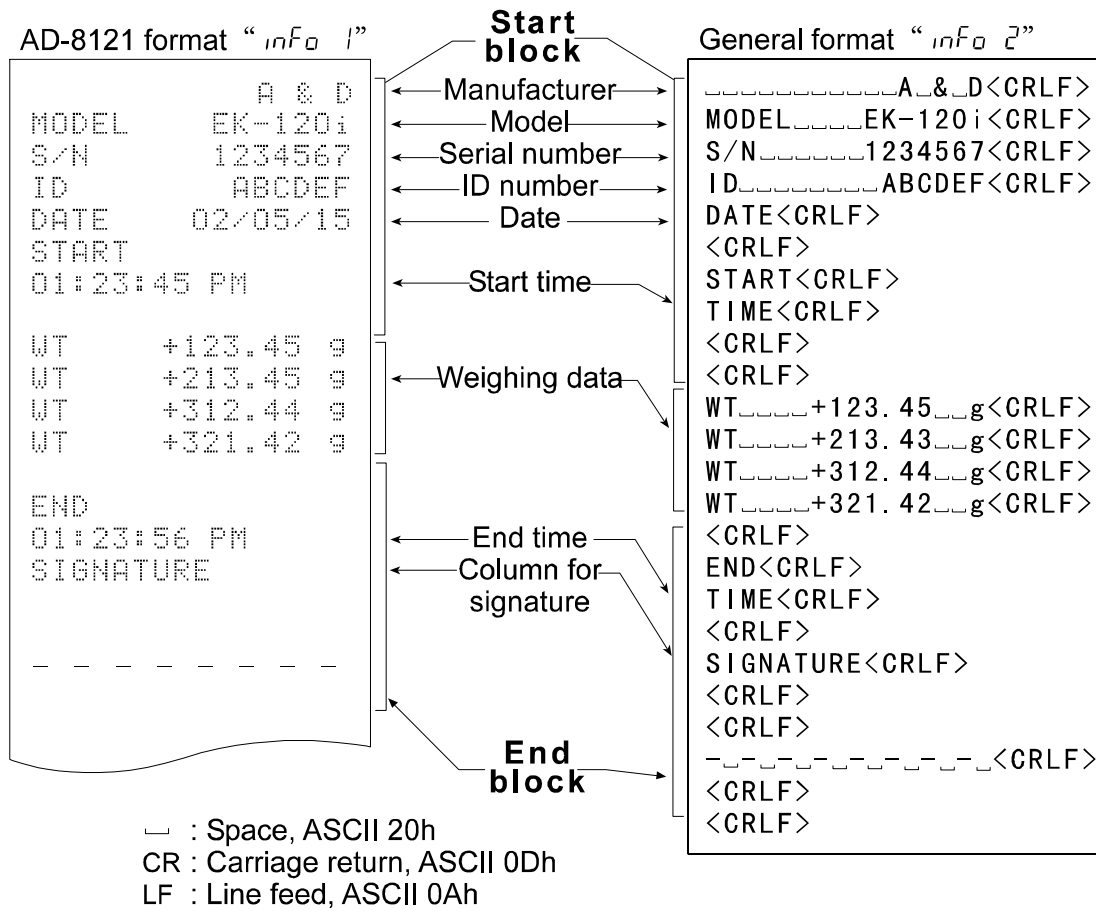 AD-8121 format “ info 1”
A & D
MODEL EK-120i
S/N 1234567
ID ABCDEF
DATE 02/05/15
START
01:23:45 PM
WT +123.45 g
WT +213.45 g
WT +312.44 g
WT +321.42 g
END
01:23:56 PM
SIGNATURE
_ _ _ _ _ _ _ _ _
Start
block
Manufacturer
Model
Serial number
ID number
Date
Start time
Weighing data
End time
Column for
signature
End
block
General format “ info 2”
␣␣␣␣␣␣␣␣␣␣␣A␣&␣D<CRLF>
MODEL␣␣␣␣EK-120i<CRLF>
S/N␣␣␣␣␣␣1234567<CRLF>
ID␣␣␣␣␣␣␣␣ABCDEF<CRLF>
DATE<CRLF>
<CRLF>
START<CRLF>
TIME<CRLF>
<CRLF>
<CRLF>
WT␣␣␣␣+123.45␣␣g<CRLF>
WT␣␣␣␣+213.43␣␣g<CRLF>
WT␣␣␣␣+312.44␣␣g<CRLF>
WT␣␣␣␣+321.42␣␣g<CRLF>
<CRLF>
END<CRLF>
TIME<CRLF>
<CRLF>
SIGNATURE<CRLF>
<CRLF>
<CRLF>
-␣-␣-␣-␣-␣-␣-␣-␣<CRLF>
<CRLF>
<CRLF>
␣ : Space, ASCII 20h
CR : Carriage return, ASCII 0Dh
LF : Line feed, ASCII 0Ah